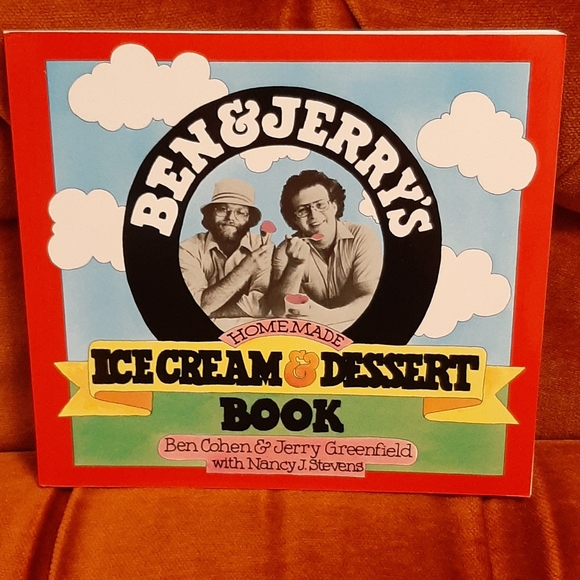 BEN & JERRY'S
HOMEMADE
ICE CREAM & DESSERT
BOOK
Ben Cohen & Jerry Greenfield
with Nancy J. Stevens